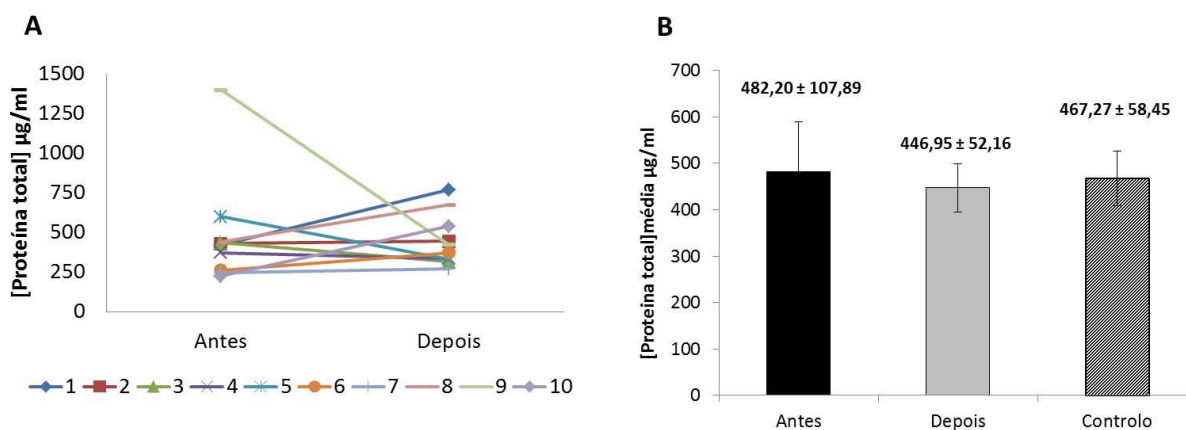 A
[Proteína total] µg/ml
1500
1250
1000
750
500
250
0
Antes Depois
1 2 3 4 5 6 7 8 9 10
B
[Proteina total]média µg/ml
700
600
500
400
300
200
100
0
482,20 ± 107,89
446,95 ± 52,16
467,27 ± 58,45
Antes Depois Controlo